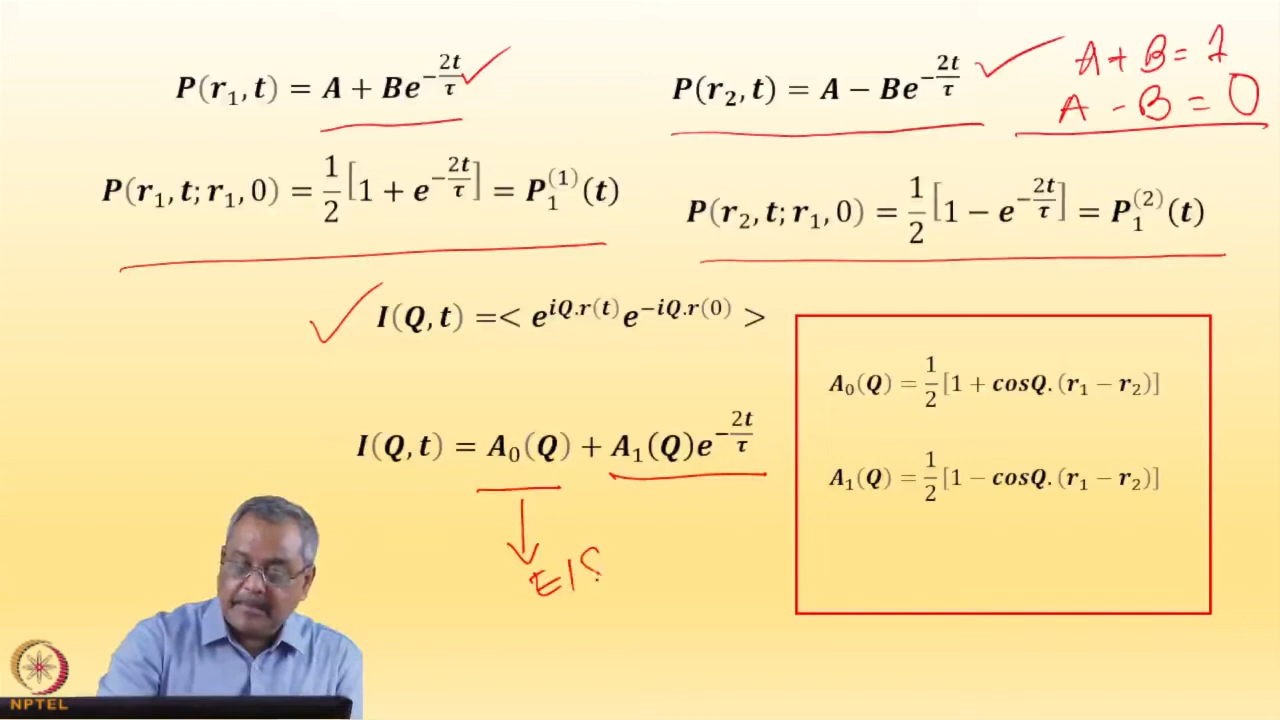 P(r₁, t) = A + Be^{-2t/τ}
P(r₂, t) = A − Be^{-2t/τ}
A + B = 1
A − B = 0
P(r₁, t; r₁, 0) = 1/2 [1 + e^{-2t/τ}] = P₁^{(1)}(t)
P(r₂, t; r₁, 0) = 1/2 [1 − e^{-2t/τ}] = P₁^{(2)}(t)
I(Q, t) =< e^{iQ.r(t)} e^{-iQ.r(0)} >
I(Q, t) = A₀(Q) + A₁(Q)e^{-2t/τ}
EIS
A₀(Q) = 1/2 [1 + cosQ. (r₁ − r₂)]
A₁(Q) = 1/2 [1 − cosQ. (r₁ − r₂)]
NPTEL